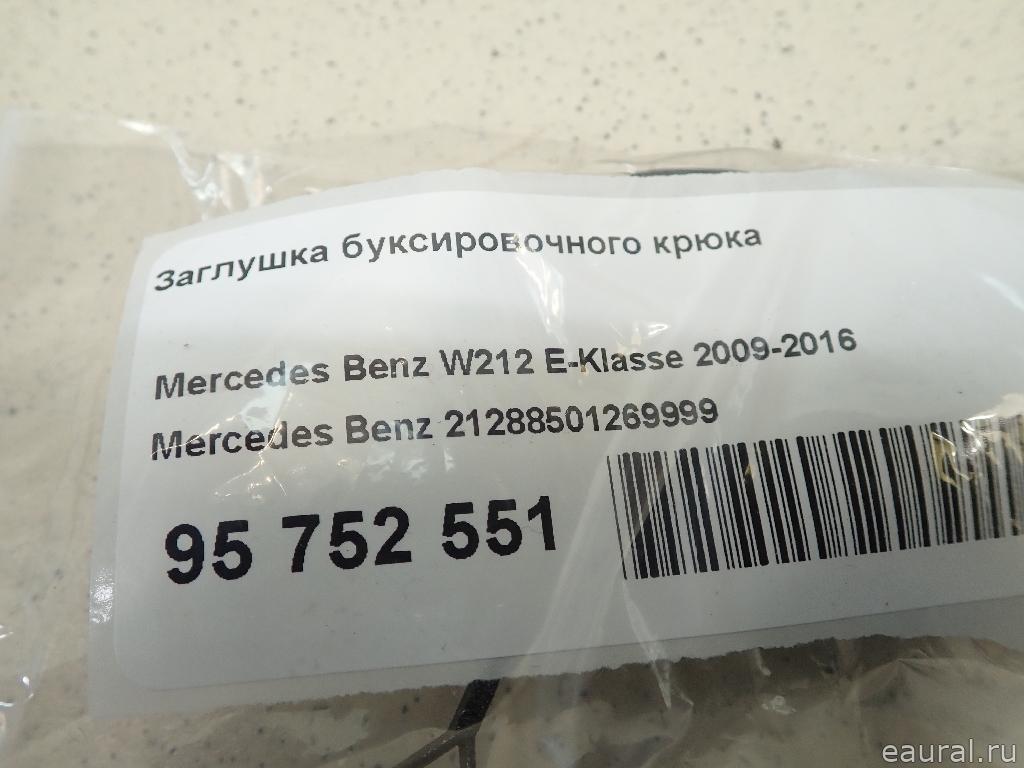 Заглушка буксировочного крюка
Mercedes Benz W212 E-Klasse 2009-2016
Mercedes Benz 21288501269999
95 752 551
eaural.ru